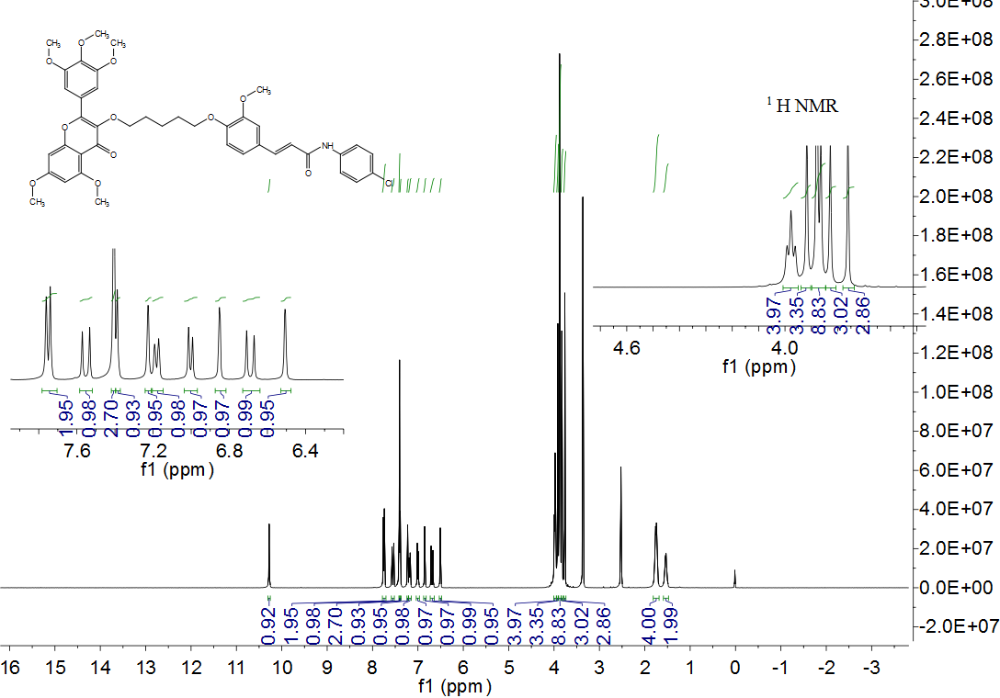 3.0E+08
2.8E+08
2.6E+08
2.4E+08
2.2E+08
2.0E+08
1.8E+08
1.6E+08
1.4E+08
1.2E+08
1.0E+08
8.0E+07
6.0E+07
4.0E+07
2.0E+07
0.0E+00
-2.0E+07
CH3
O
CH3
O
CH3
O
O
O
O
O
CH3
O
CH3
O
O
CH3
NH
O
Cl
1 H NMR
3.97
3.35
8.83
3.02
2.86
4.6
4.0
f1 (ppm)
1.95
0.98
2.70
0.93
0.95
0.98
0.97
0.97
0.99
0.95
7.6
7.2
6.8
6.4
f1 (ppm)
0.92
1.95
0.98
2.70
0.93
0.95
0.98
0.97
0.97
0.99
0.95
3.97
3.35
8.83
3.02
2.86
4.00
1.99
16 15 14 13 12 11 10 9 8 7 6 5 4 3 2 1 0 -1 -2 -3
f1 (ppm)